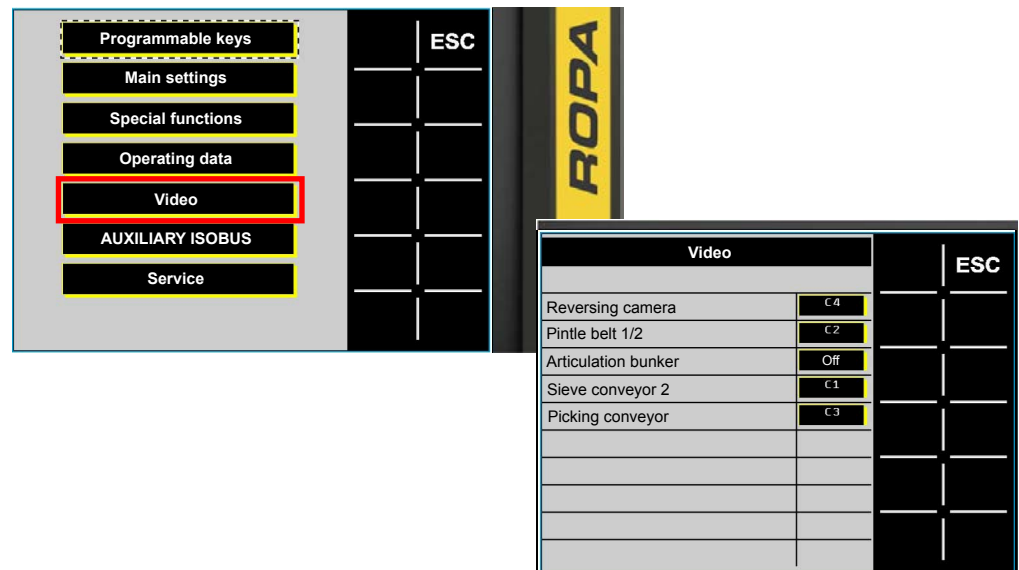 Programmable keys
ESC
Main settings
Special functions
Operating data
Video
AUXILIARY ISOBUS
Service
ROPA
Video
ESC
Reversing camera C4
Pintle belt 1/2 C2
Articulation bunker Off
Sieve conveyor 2 C1
Picking conveyor C3